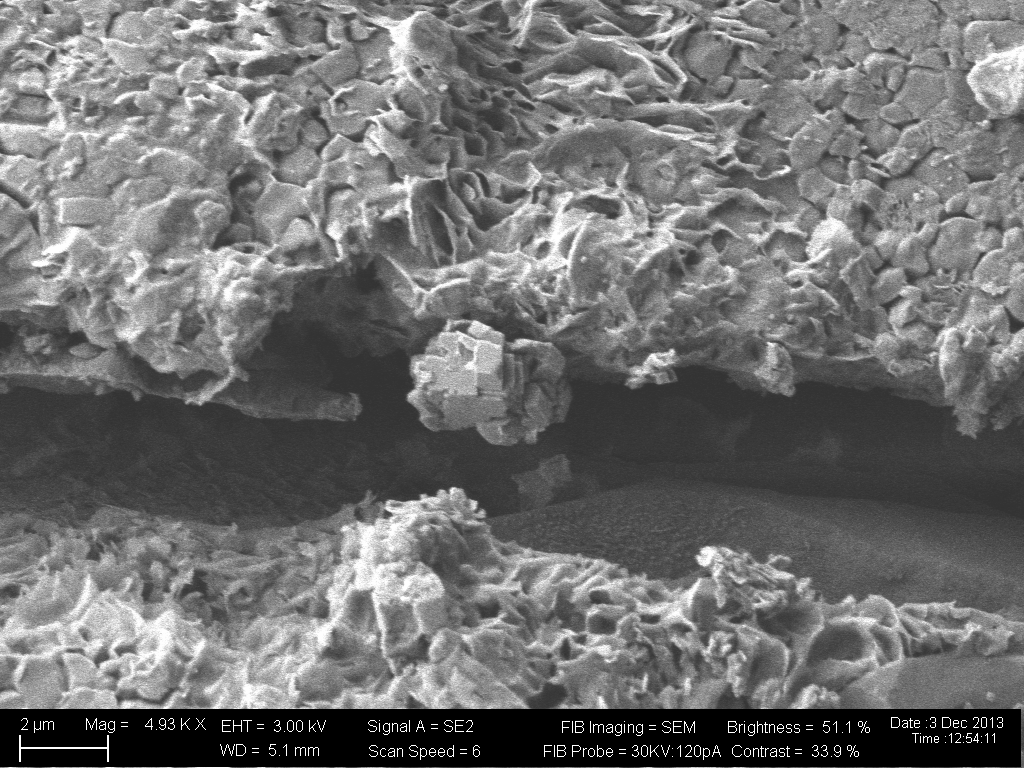 2 µm Mag = 4.93 K X EHT = 3.00 kV Signal A = SE2 FIB Imaging = SEM Brightness = 51.1 % Date :3 Dec 2013
WD = 5.1 mm Scan Speed = 6 FIB Probe = 30KV:120pA Contrast = 33.9 % Time :12:54:11